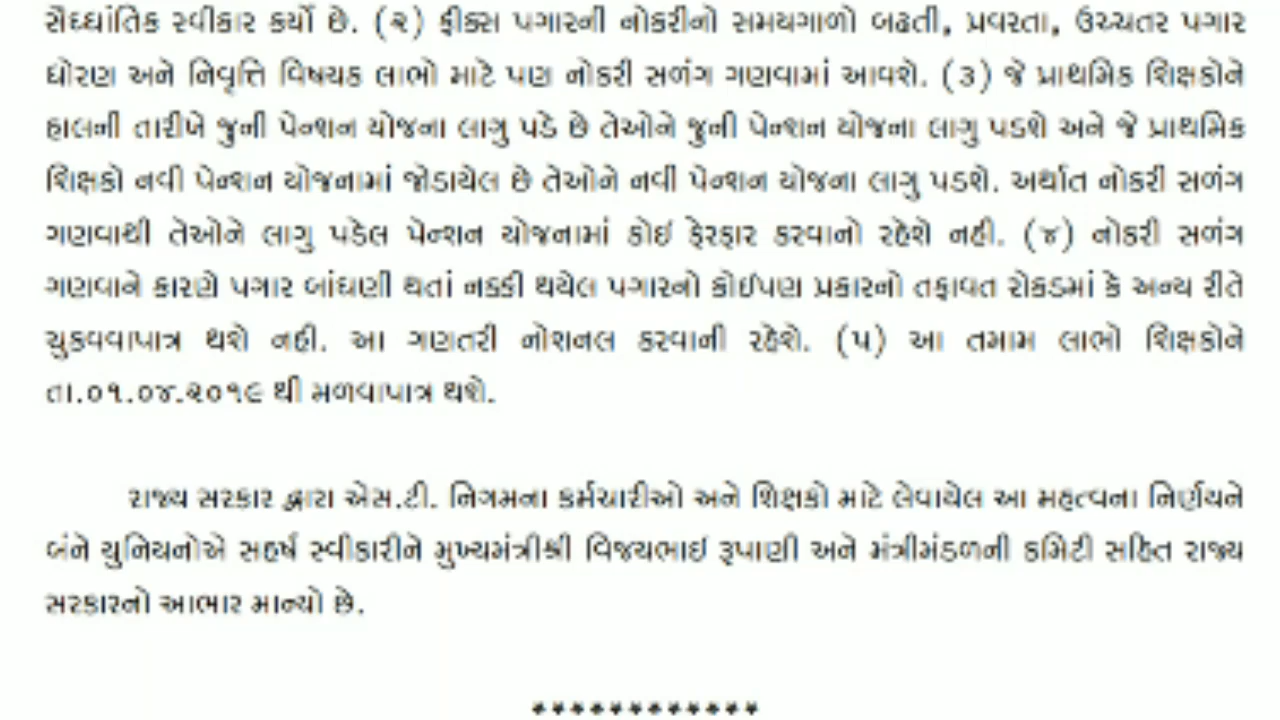 સૈધ્ધાંતિક સ્વીકાર કર્યો છે. (૨) ફીક્સ પગારની નોકરીનો સમયગાળો બઢતી, પ્રવરતા, ઉચ્ચતર પગાર
ધોરણ અને નિવૃત્તિ વિષયક લાભો માટે પણ નોકરી સળંગ ગણવામાં આવશે. (૩) જે પ્રાથમિક શિક્ષકોને
હાલની તારીખે જુની પેન્શન યોજના લાગુ પડે છે તેઓને જુની પેન્શન યોજના લાગુ પડશે અને જે પ્રાથમિક
શિક્ષકો નવી પેન્શન યોજનામાં જોડાયેલ છે તેઓને નવી પેન્શન યોજના લાગુ પડશે. અર્થાત નોકરી સળંગ
ગણવાથી તેઓને લાગુ પડેલ પેન્શન યોજનામાં કોઇ ફેરફાર કરવાનો રહેશે નહી. (૪) નોકરી સળંગ
ગણવાને કારણે પગાર બાંધણી થતાં નક્કી થયેલ પગારનો કોઈપણ પ્રકારનો તફાવત રોકડમાં કે અન્ય રીતે
ચુકવવાપાત્ર થશે નહી. આ ગણતરી નોશનલ કરવાની રહેશે. (૫) આ તમામ લાભો શિક્ષકોને
તા.૦૧.૦૪.૨૦૧૯ થી મળવાપાત્ર થશે.
રાજ્ય સરકાર દ્વારા એસ.ટી. નિગમના કર્મચારીઓ અને શિક્ષકો માટે લેવાયેલ આ મહત્વના નિર્ણયને
બંને યુનિયનોએ સહર્ષ સ્વીકારીને મુખ્યમંત્રીશ્રી વિજયભાઇ રૂપાણી અને મંત્રીમંડળની કમિટી સહિત રાજ્ય
સરકારનો આભાર માન્યો છે.
************